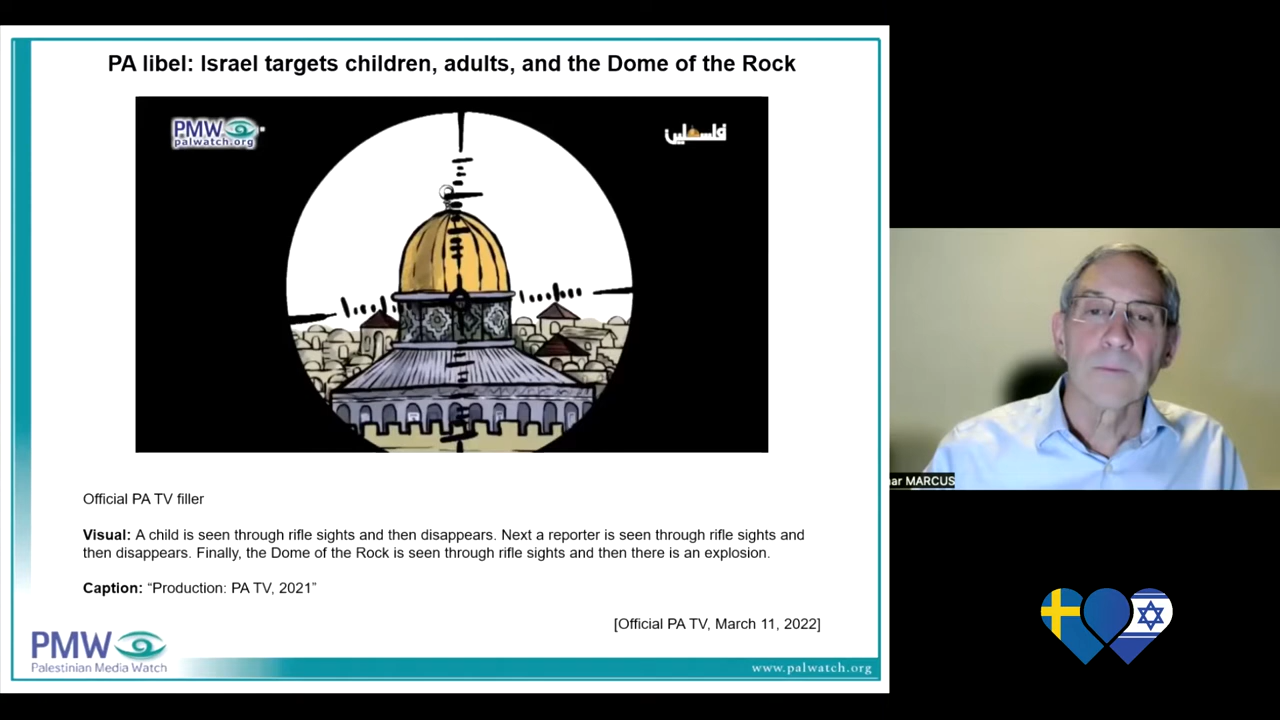 PA libel: Israel targets children, adults, and the Dome of the Rock
PMW
palwatch.org
فلسطين
Official PA TV filler
Visual: A child is seen through rifle sights and then disappears. Next a reporter is seen through rifle sights and
then disappears. Finally, the Dome of the Rock is seen through rifle sights and then there is an explosion.
Caption: “Production: PA TV, 2021”
[Official PA TV, March 11, 2022]
PMW
Palestinian Media Watch
www.palwatch.org
MARCUS